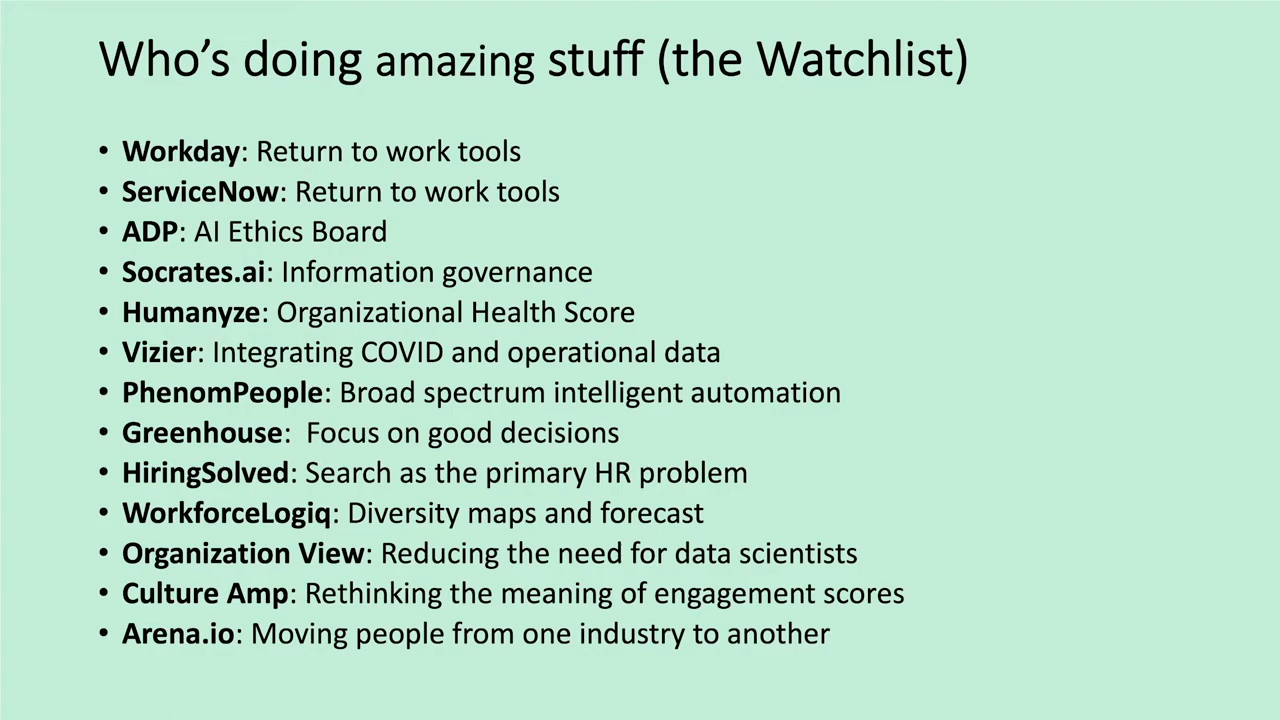 Who’s doing amazing stuff (the Watchlist)
• Workday: Return to work tools
• ServiceNow: Return to work tools
• ADP: AI Ethics Board
• Socrates.ai: Information governance
• Humanyze: Organizational Health Score
• Vizier: Integrating COVID and operational data
• PhenomPeople: Broad spectrum intelligent automation
• Greenhouse:  Focus on good decisions
• HiringSolved: Search as the primary HR problem
• WorkforceLogiq: Diversity maps and forecast
• Organization View: Reducing the need for data scientists
• Culture Amp: Rethinking the meaning of engagement scores
• Arena.io: Moving people from one industry to another